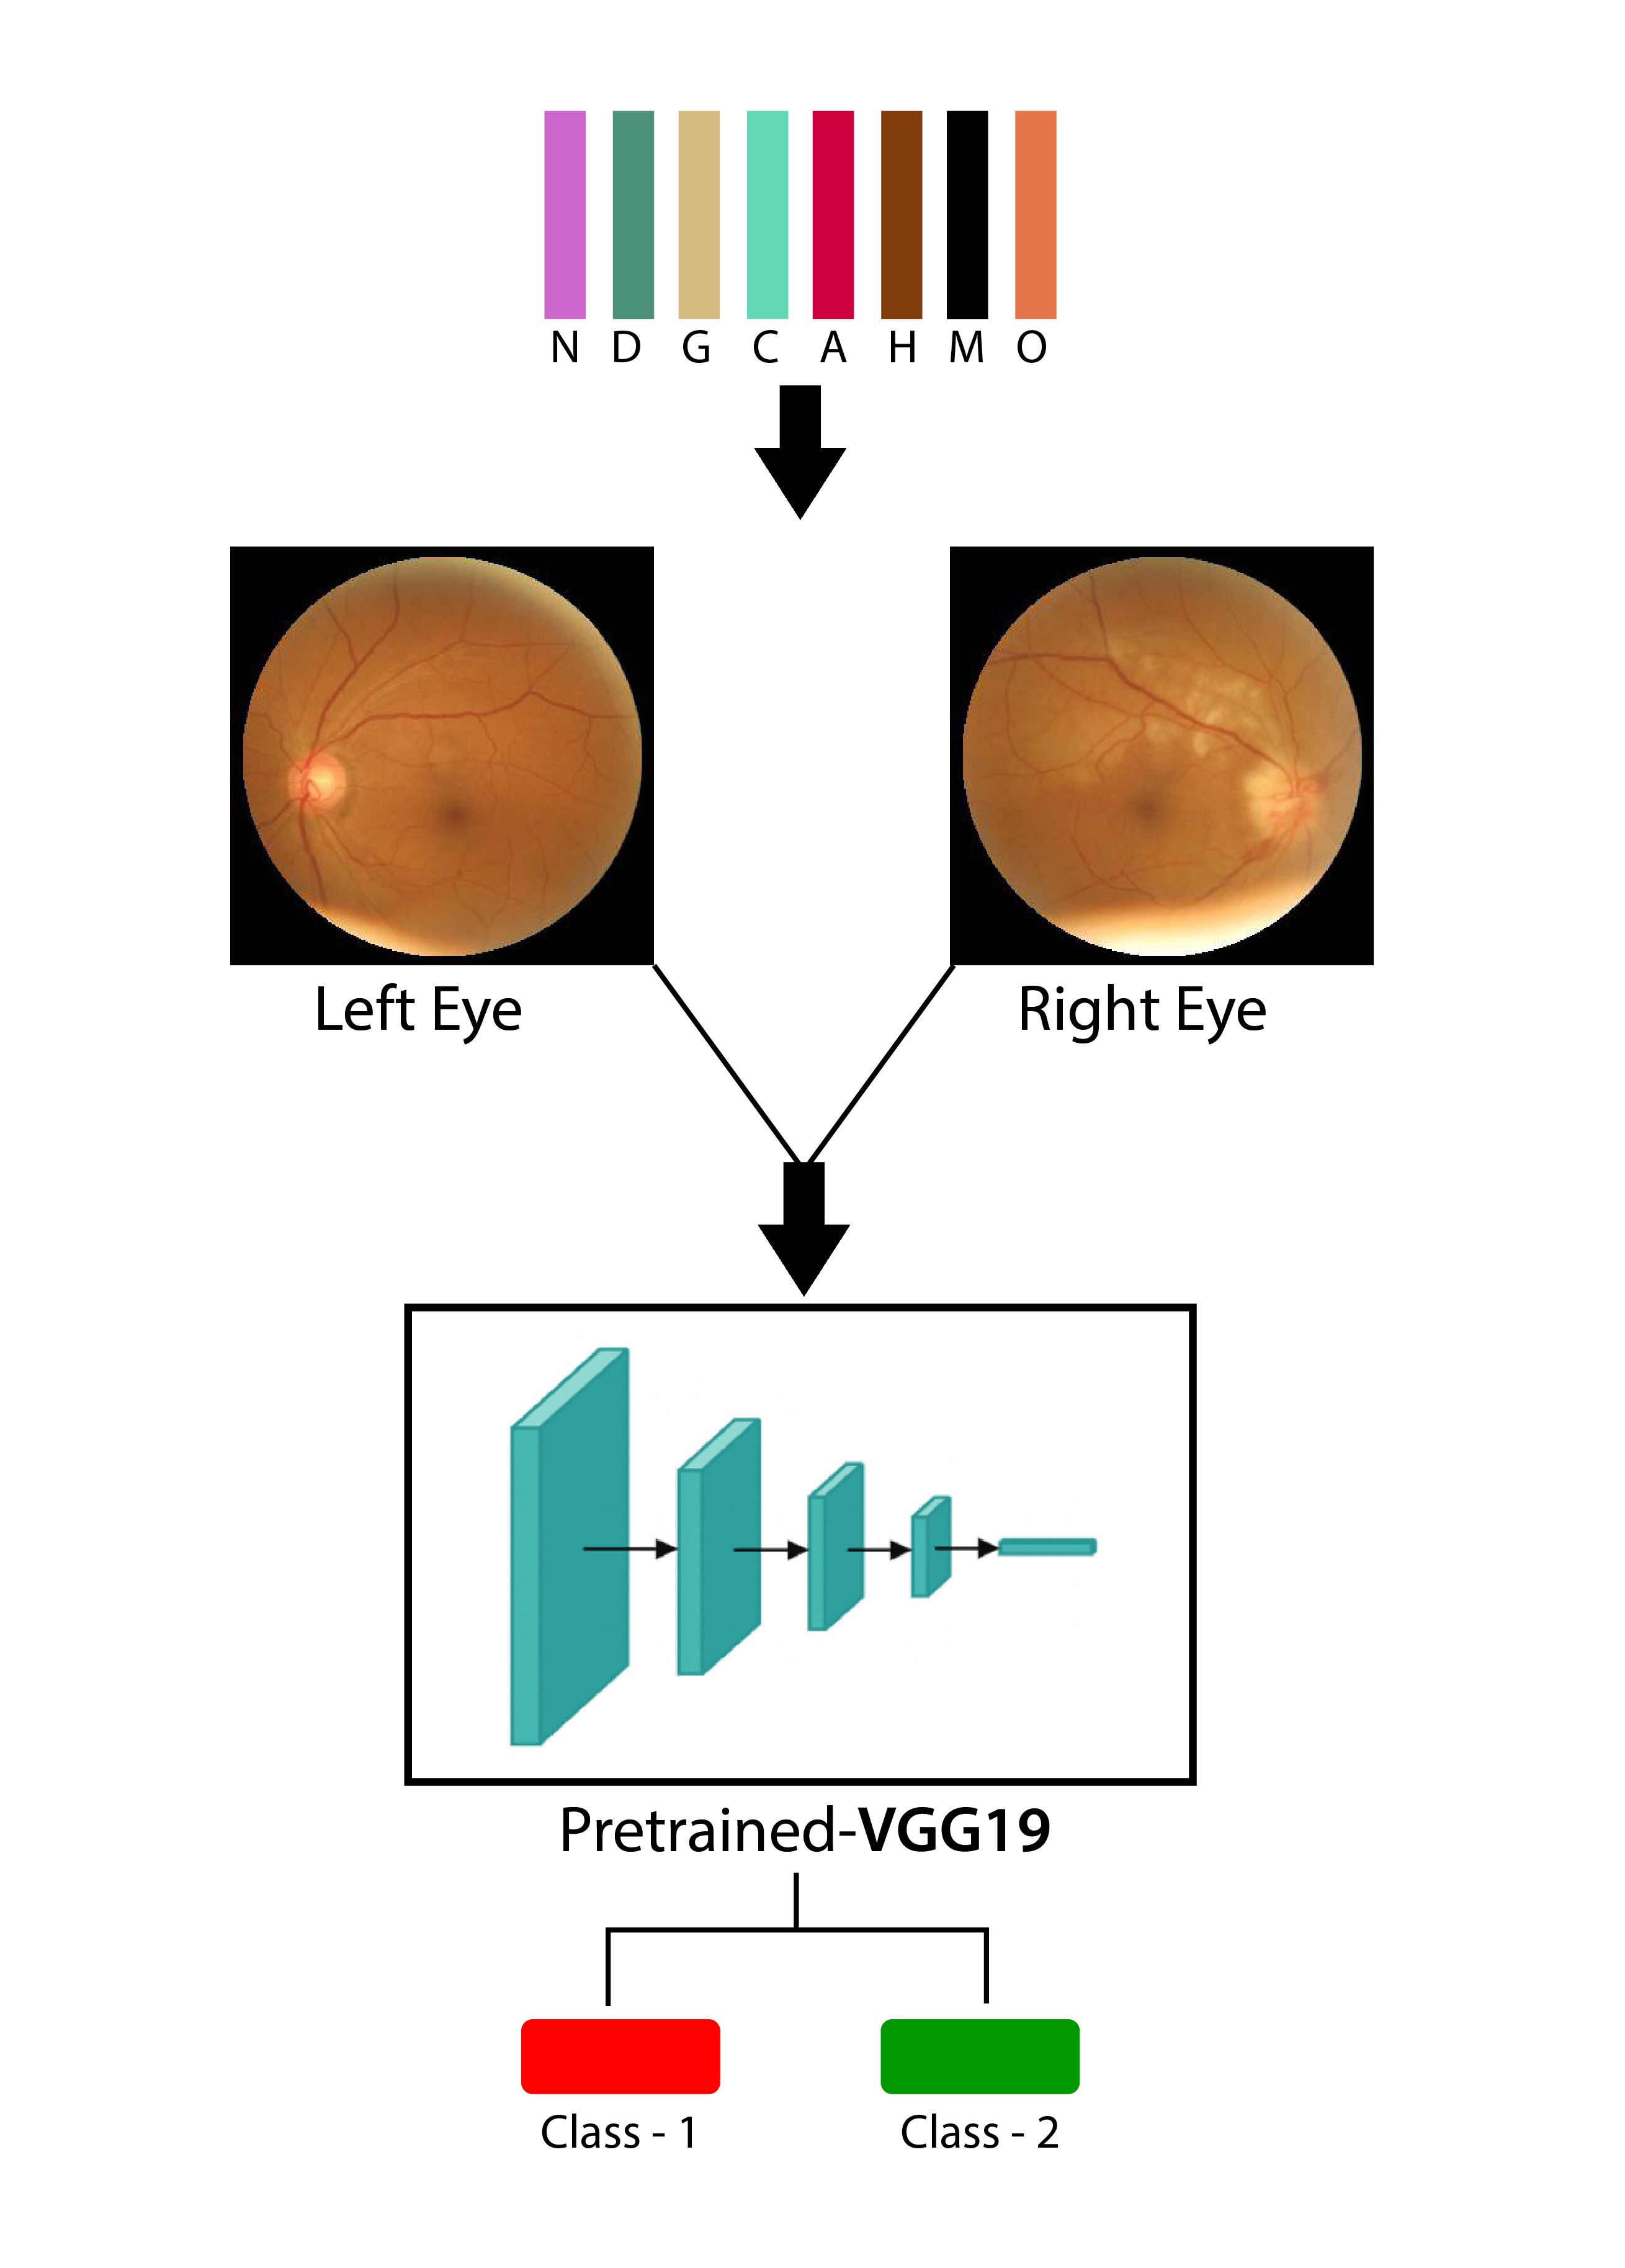 N D G C A H M O
Left Eye
Right Eye
Pretrained-VGG19
Class - 1
Class - 2